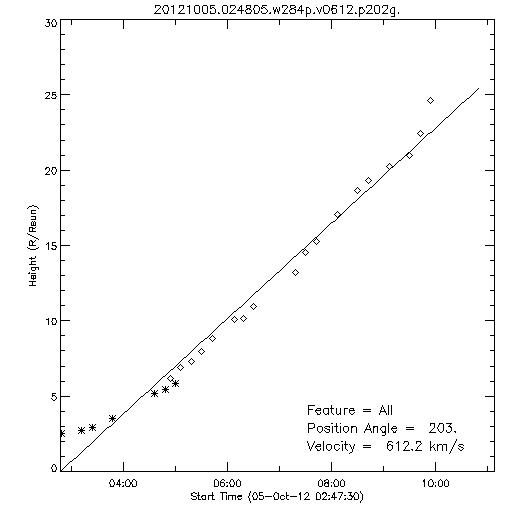 20121005.024805.w284p.v0612.p202g.
30
25
20
15
10
5
0
Height (R/Rsun)
Feature = All
Position Angle = 203.
Velocity = 612.2 km/s
04:00 06:00 08:00 10:00
Start Time (05-Oct-12 02:47:30)